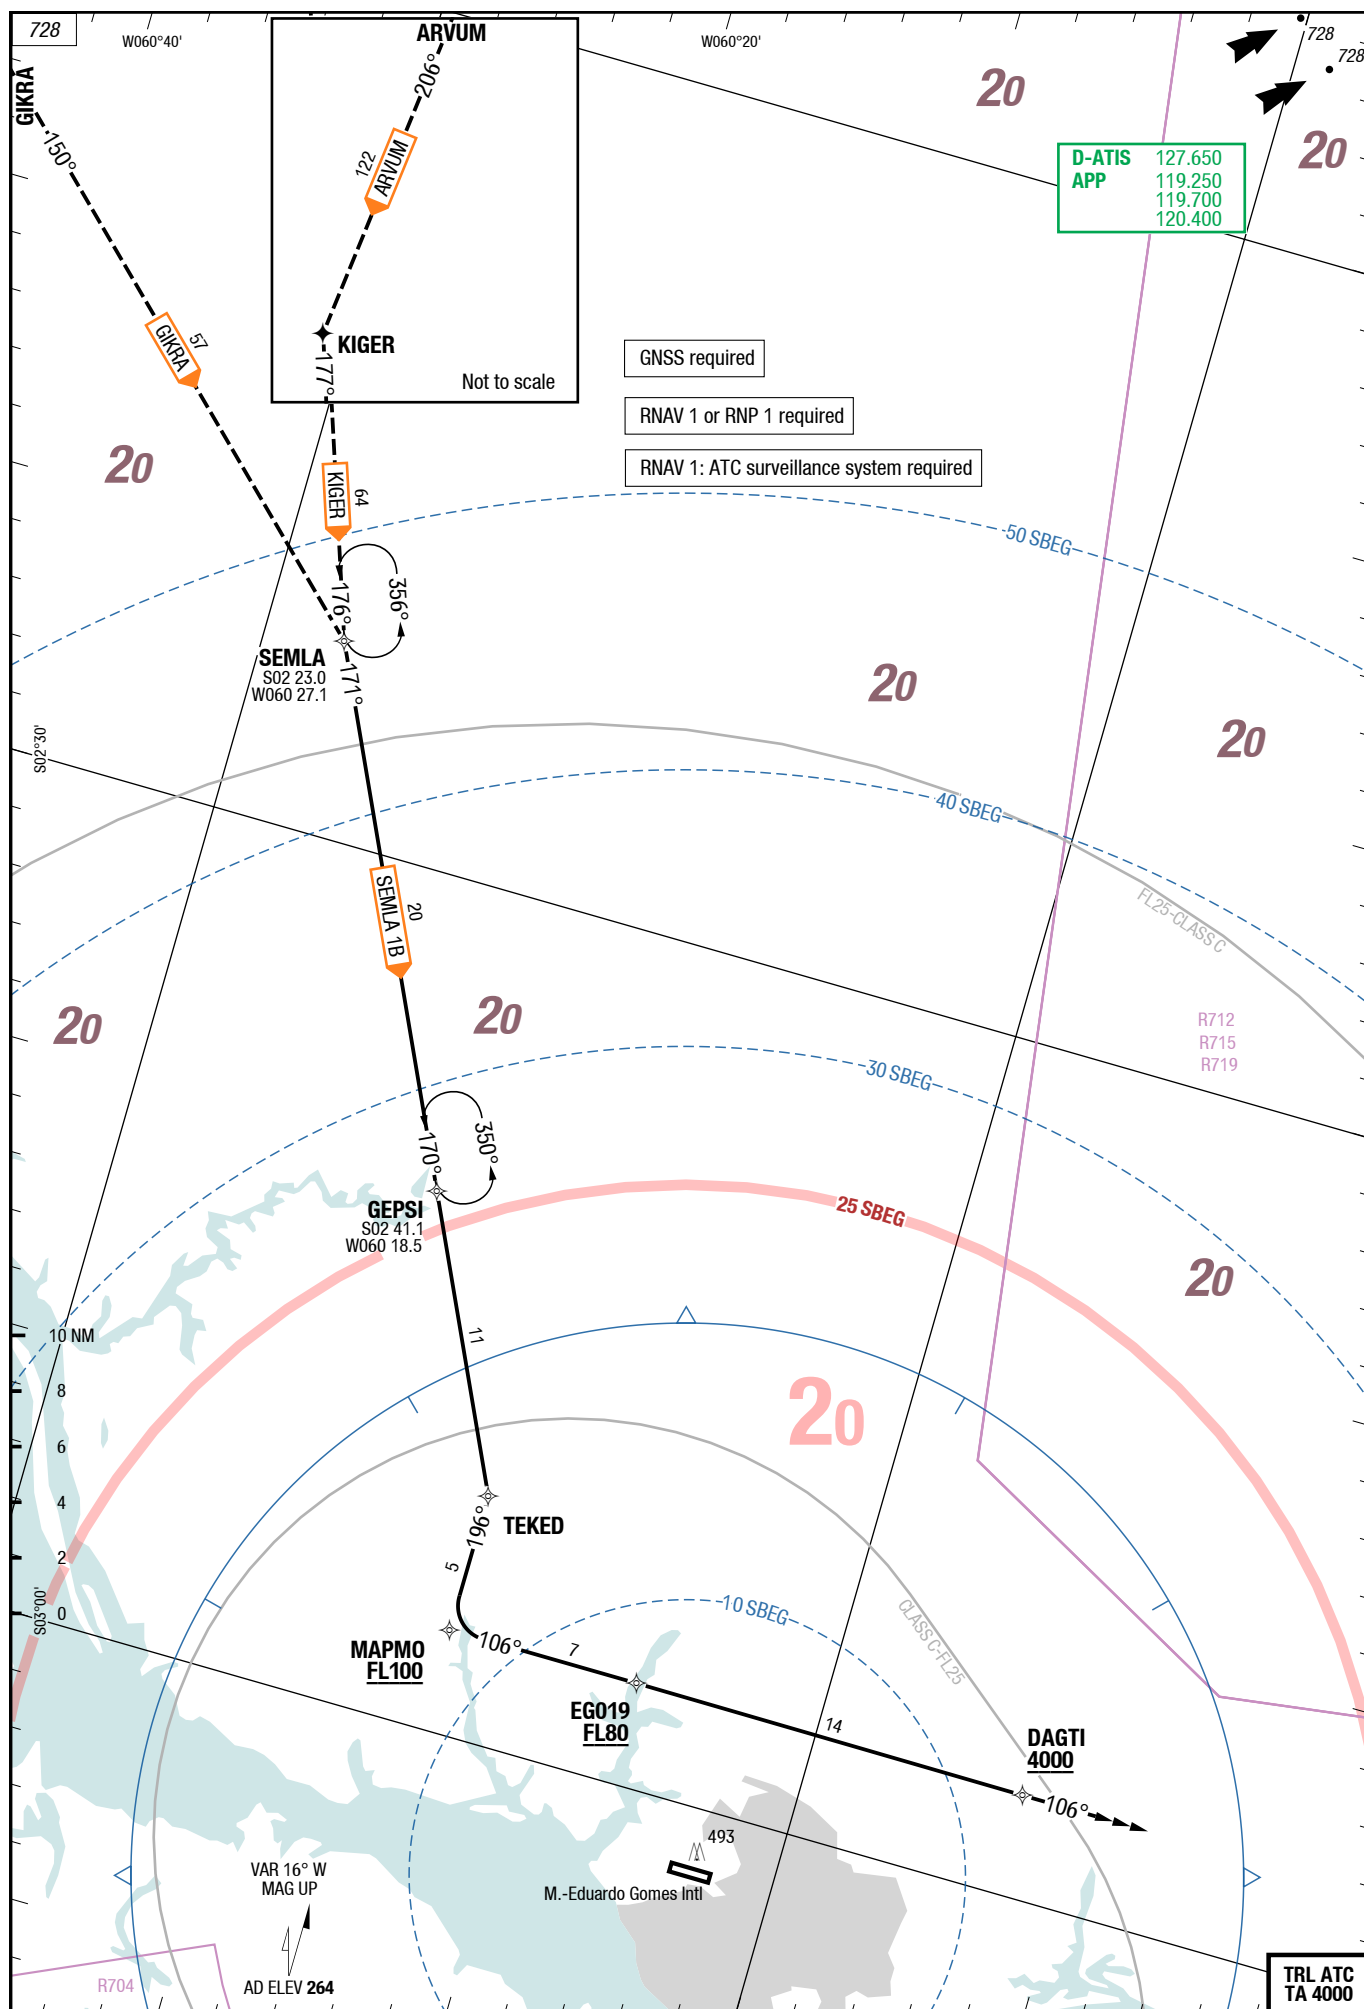 728
W060°40'
W060°20'
728
728
ARVUM
206°
122
ARVUM
KIGER
177°
Not to scale
GIKRA
150°
57
GIKRA
D-ATIS 127.650
APP 119.250
119.700
120.400
20
20
GNSS required
RNAV 1 or RNP 1 required
RNAV 1: ATC surveillance system required
20
KIGER
64
50 SBEG
176°
356°
SEMLA
S02 23.0
W060 27.1
171°
20
20
S02°30'
40 SBEG
SEMLA 1B
20
FL25-CLASS C
20
20
R712
R715
R719
30 SBEG
170°
350°
GEPSI
S02 41.1
W060 18.5
25 SBEG
20
11
10 NM
8
6
4
2
0
20
196°
TEKED
5
S03°00'
10 SBEG
CLASS C-FL25
MAPMO
FL100
106°
7
EG019
FL80
14
DAGTI
4000
106°
493
M.-Eduardo Gomes Intl
VAR 16° W
MAG UP
AD ELEV 264
R704
TRL ATC
TA 4000